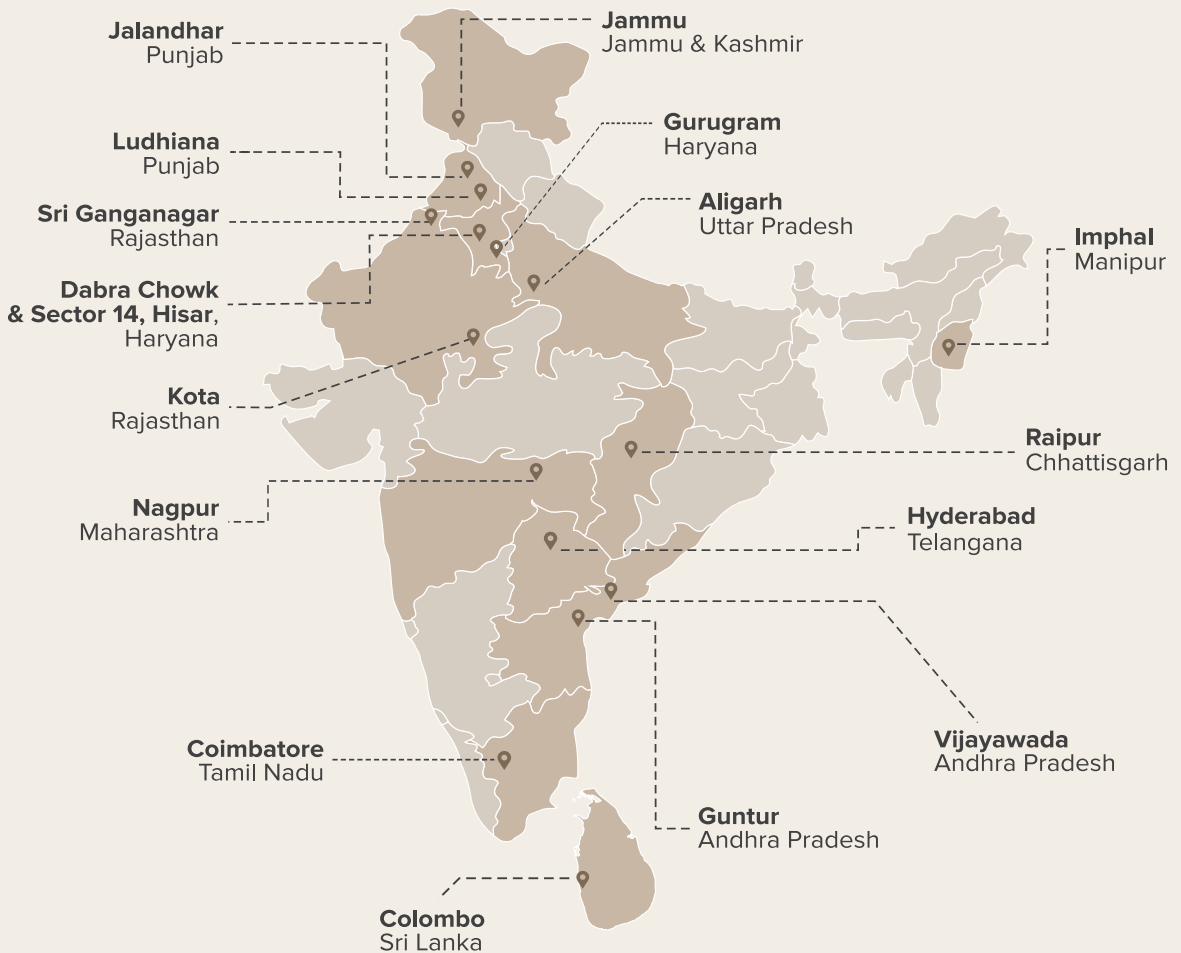 Jalandhar
Punjab
Jammu
Jammu & Kashmir
Ludhiana
Punjab
Gurugram
Haryana
Sri Ganganagar
Rajasthan
Aligarh
Uttar Pradesh
Imphal
Manipur
Dabra Chowk
& Sector 14, Hisar,
Haryana
Kota
Rajasthan
Raipur
Chhattisgarh
Nagpur
Maharashtra
Hyderabad
Telangana
Vijayawada
Andhra Pradesh
Coimbatore
Tamil Nadu
Guntur
Andhra Pradesh
Colombo
Sri Lanka